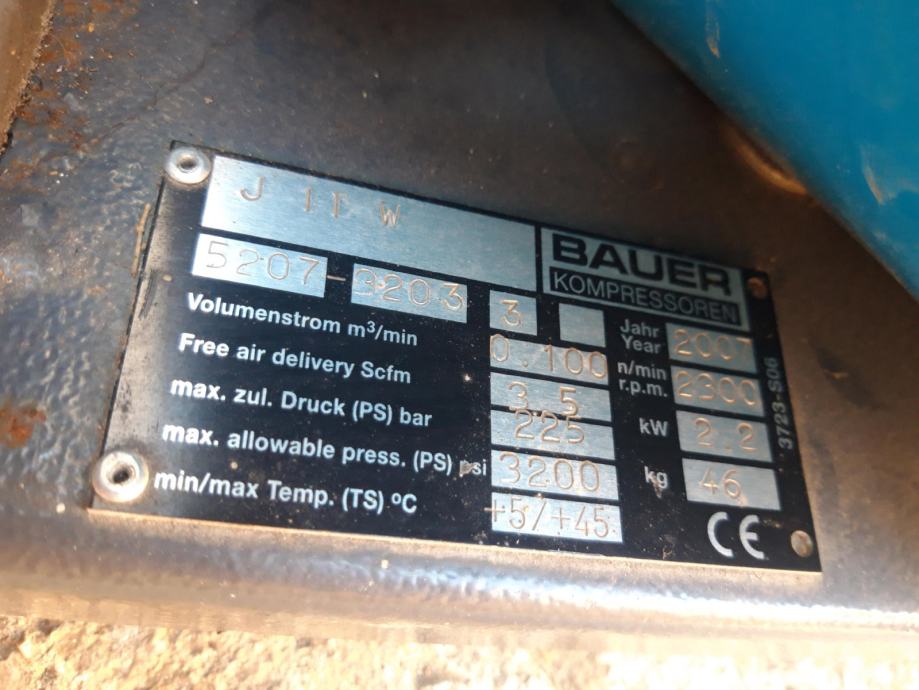 J II W
BAUER
KOMPRESSOREN
5207-3203 3
Jahr
Year 2007
Volumenstrom m³/min 0.100
n/min
r.p.m. 2300
Free air delivery Scfm 3.5
max. zul. Druck (PS) bar 225
kW 2.2
max. allowable press. (PS) psi 3200
kg 46
min/max Temp. (TS) ºC +5/+45
CE
3723-S06